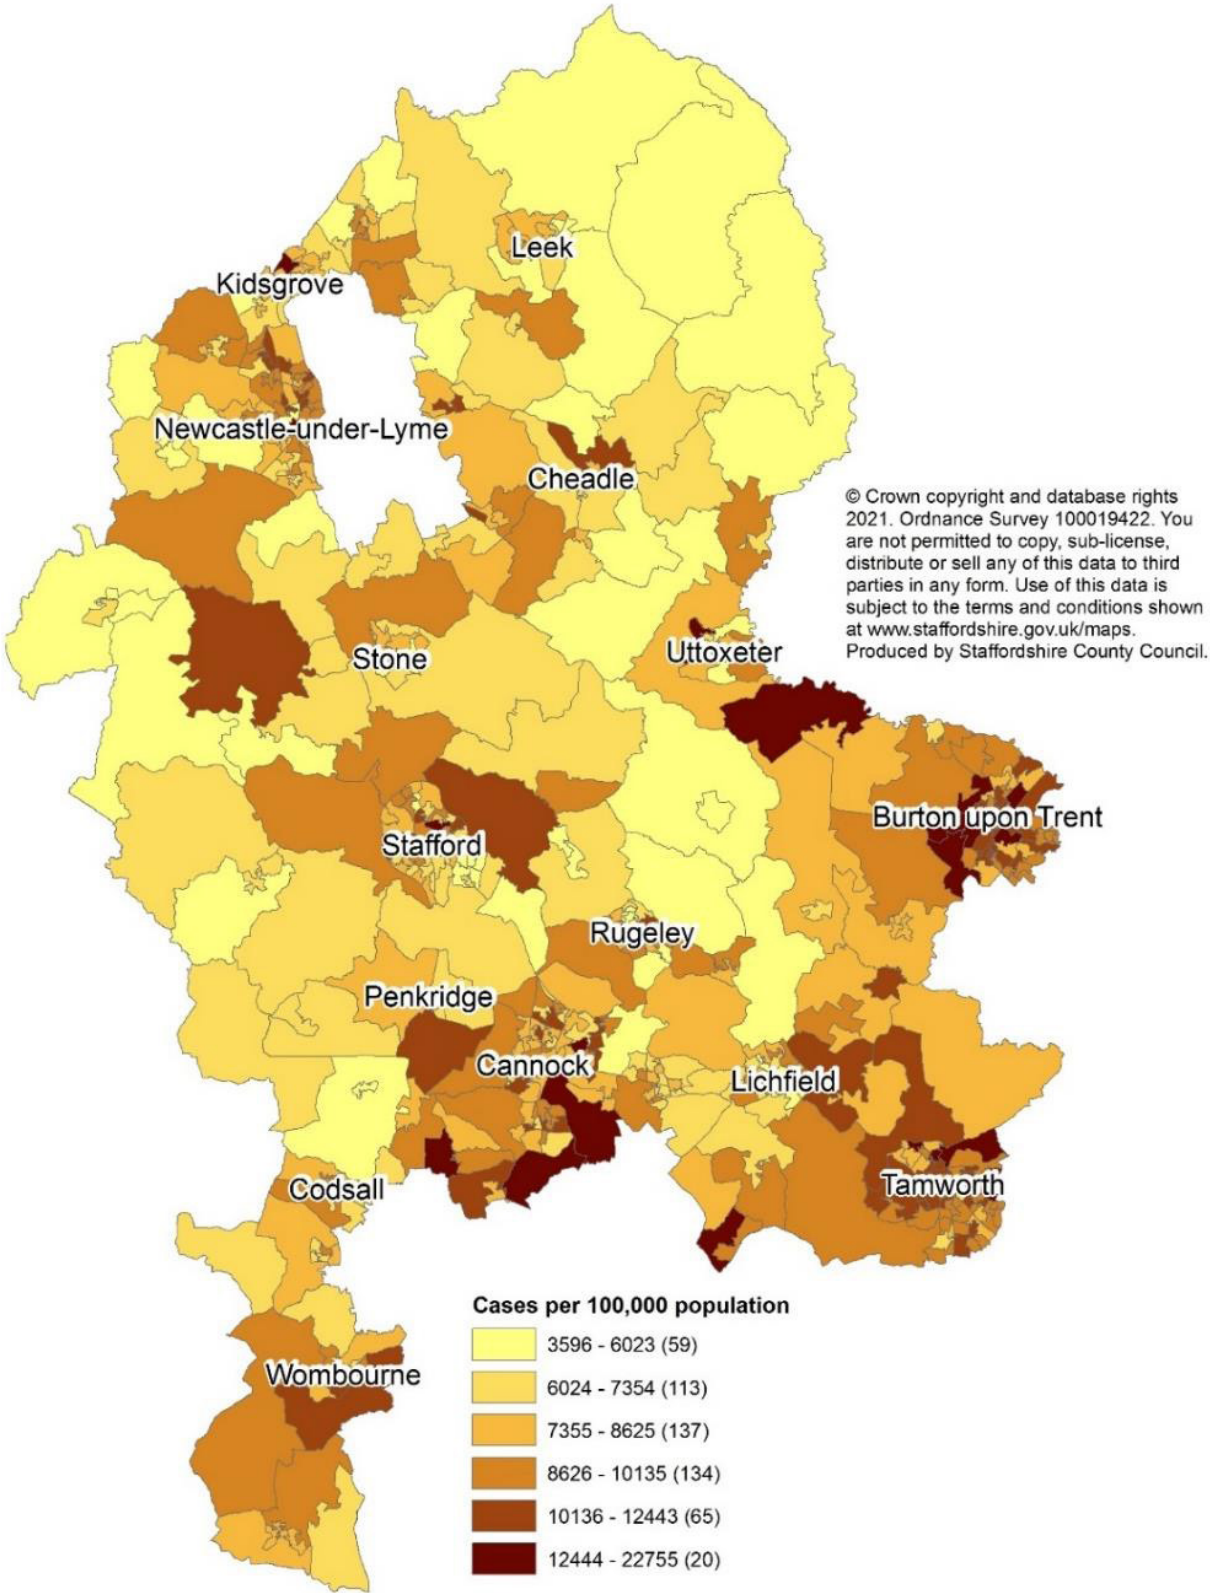 Leek
Kidsgrove
Newcastle-under-Lyme
Cheadle
© Crown copyright and database rights
2021. Ordnance Survey 100019422. You
are not permitted to copy, sub-license,
distribute or sell any of this data to third
parties in any form. Use of this data is
subject to the terms and conditions shown
at www.staffordshire.gov.uk/maps.
Produced by Staffordshire County Council.
Stone
Uttoxeter
Burton upon Trent
Stafford
Rugeley
Penkridge
Cannock
Lichfield
Codsall
Tamworth
Wombourne
Cases per 100,000 population
3596 - 6023 (59)
6024 - 7354 (113)
7355 - 8625 (137)
8626 - 10135 (134)
10136 - 12443 (65)
12444 - 22755 (20)